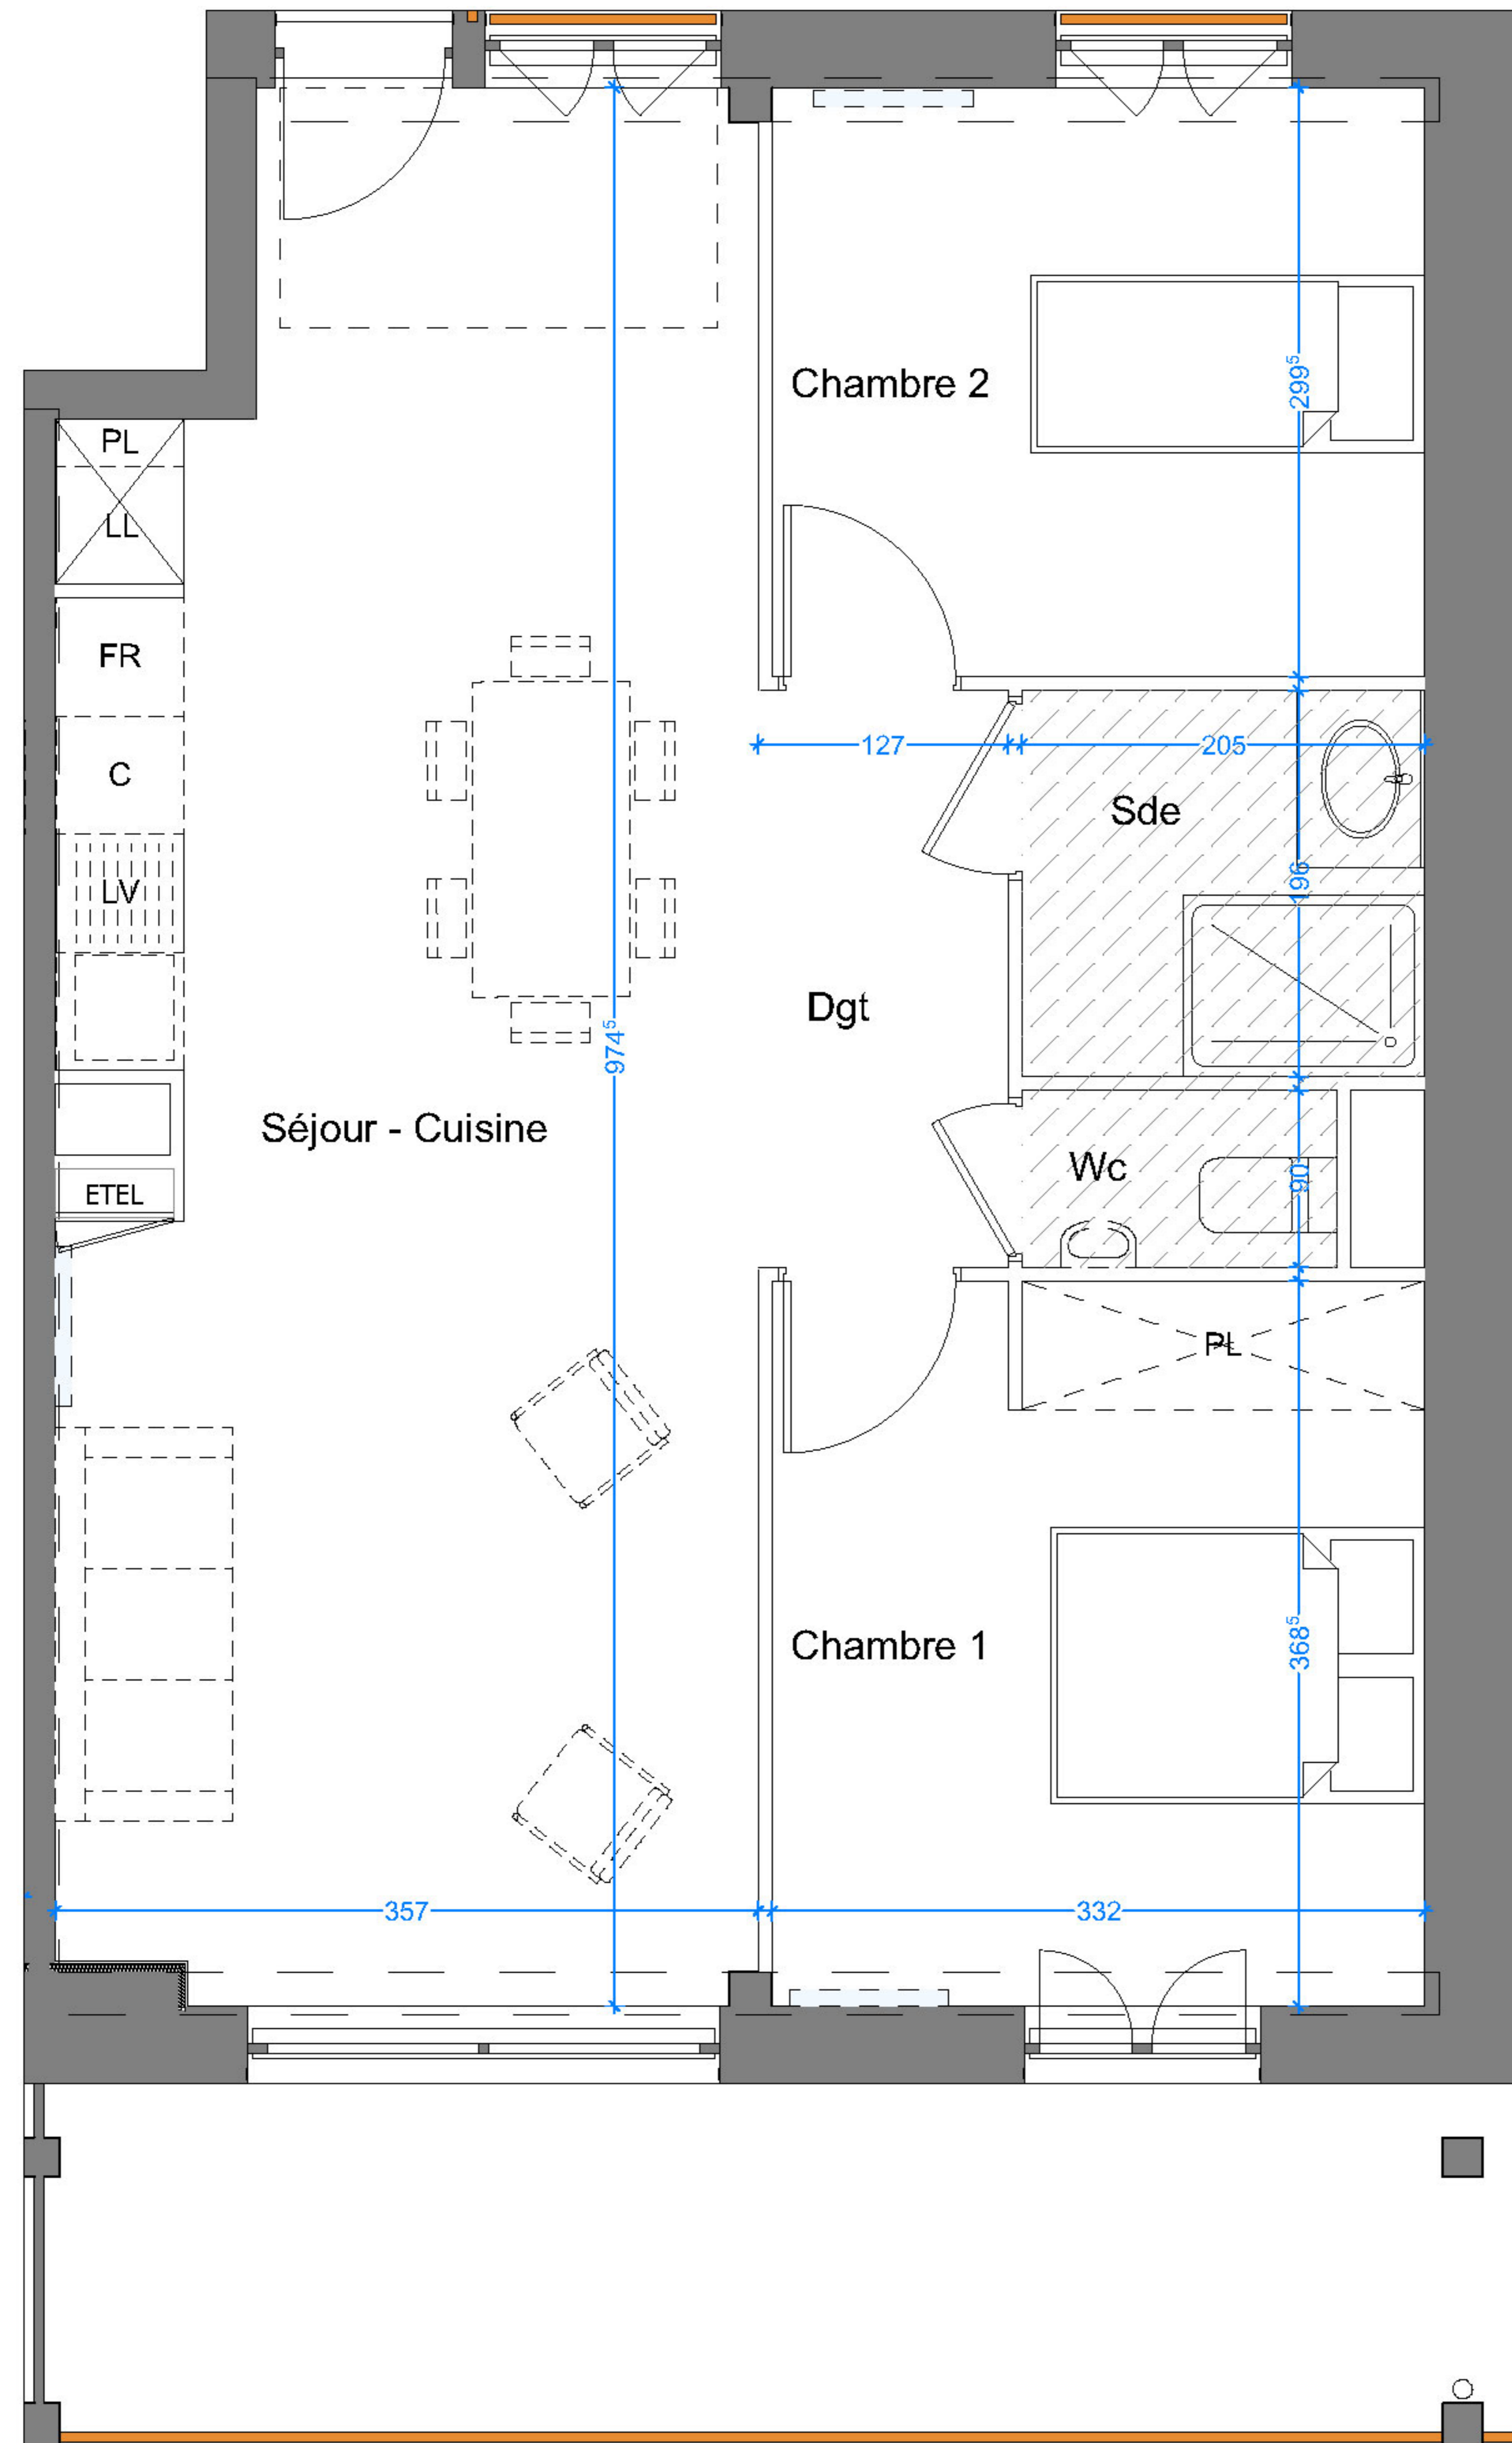 Chambre 2
299⁵
PL
LL
FR
C
LV
127
205
Sde
196
Dgt
974⁵
Séjour - Cuisine
Wc
90
ETEL
PL
Chambre 1
368⁵
357
332